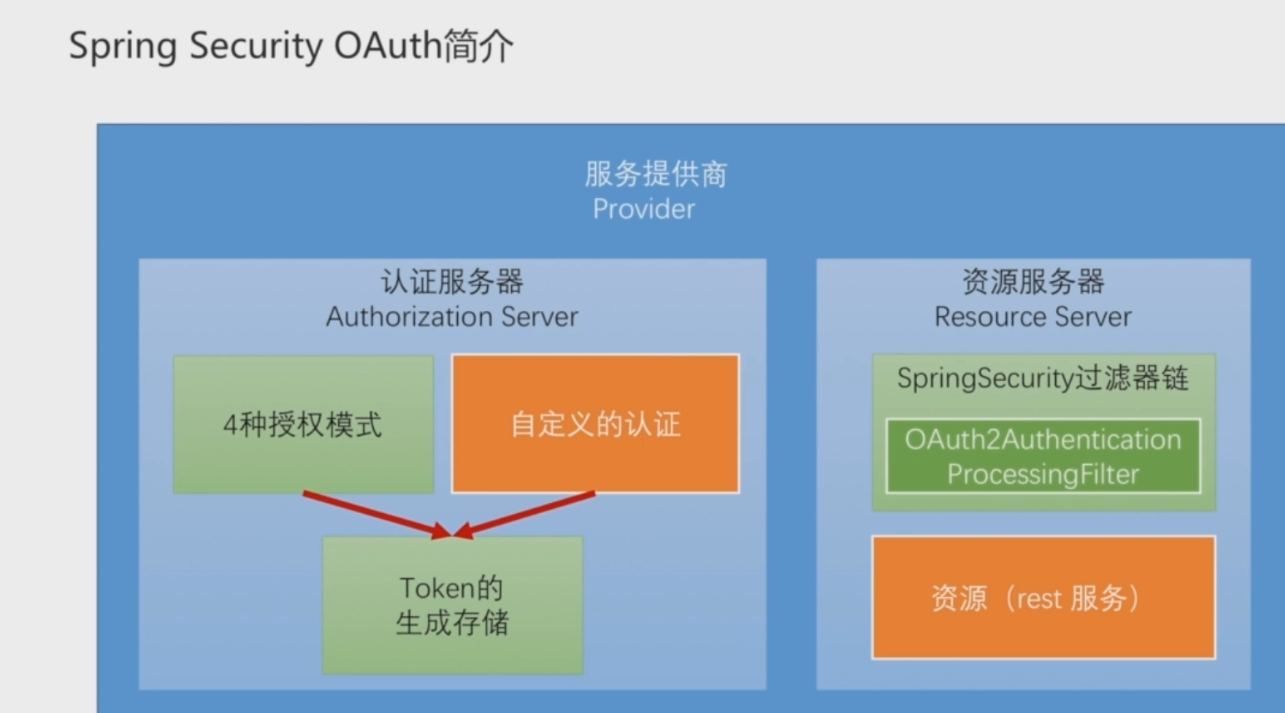 Spring Security OAuth简介
服务提供商
Provider
认证服务器
Authorization Server
4种授权模式
自定义的认证
Token的
生成存储
资源服务器
Resource Server
SpringSecurity过滤器链
OAuth2Authentication
ProcessingFilter
资源（rest 服务）